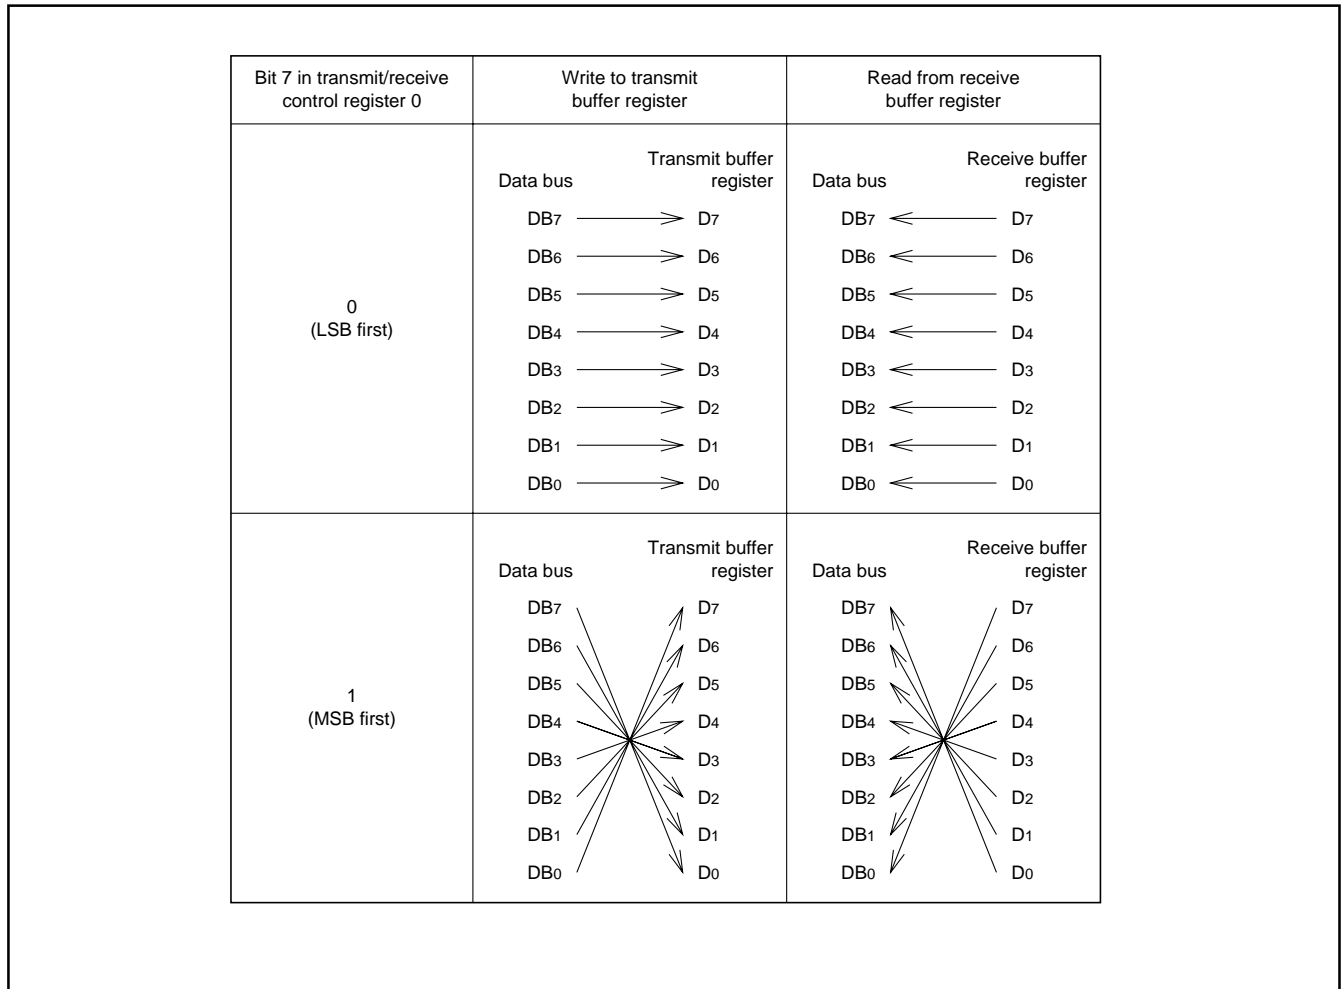 Bit 7 in transmit/receive
control register 0
Write to transmit
buffer register
Read from receive
buffer register
0
(LSB first)
Transmit buffer
Data bus register
DB7 D7
DB6 D6
DB5 D5
DB4 D4
DB3 D3
DB2 D2
DB1 D1
DB0 D0
Receive buffer
Data bus register
DB7 D7
DB6 D6
DB5 D5
DB4 D4
DB3 D3
DB2 D2
DB1 D1
DB0 D0
1
(MSB first)
Transmit buffer
Data bus register
DB7 D7
DB6 D6
DB5 D5
DB4 D4
DB3 D3
DB2 D2
DB1 D1
DB0 D0
Receive buffer
Data bus register
DB7 D7
DB6 D6
DB5 D5
DB4 D4
DB3 D3
DB2 D2
DB1 D1
DB0 D0